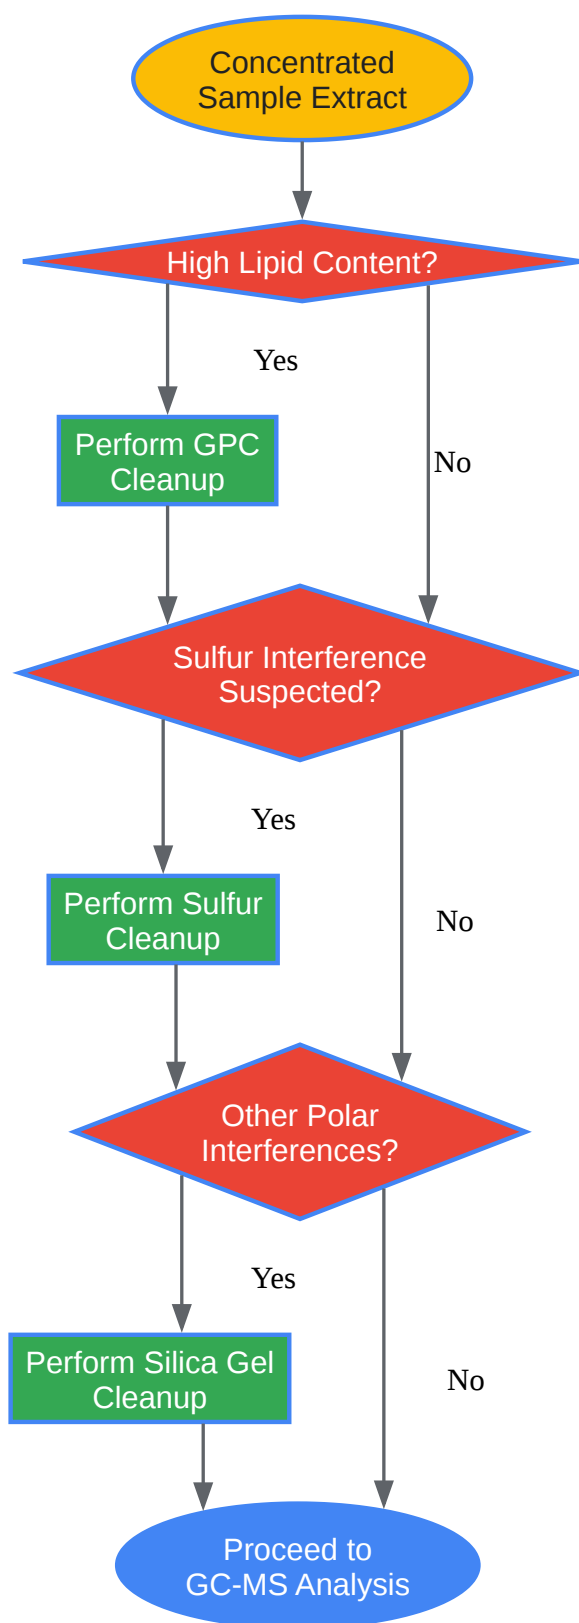 Concentrated
Sample Extract
High Lipid Content?
Yes
Perform GPC
Cleanup
No
Sulfur Interference
Suspected?
Yes
Perform Sulfur
Cleanup
No
Other Polar
Interferences?
Yes
Perform Silica Gel
Cleanup
No
Proceed to
GC-MS Analysis